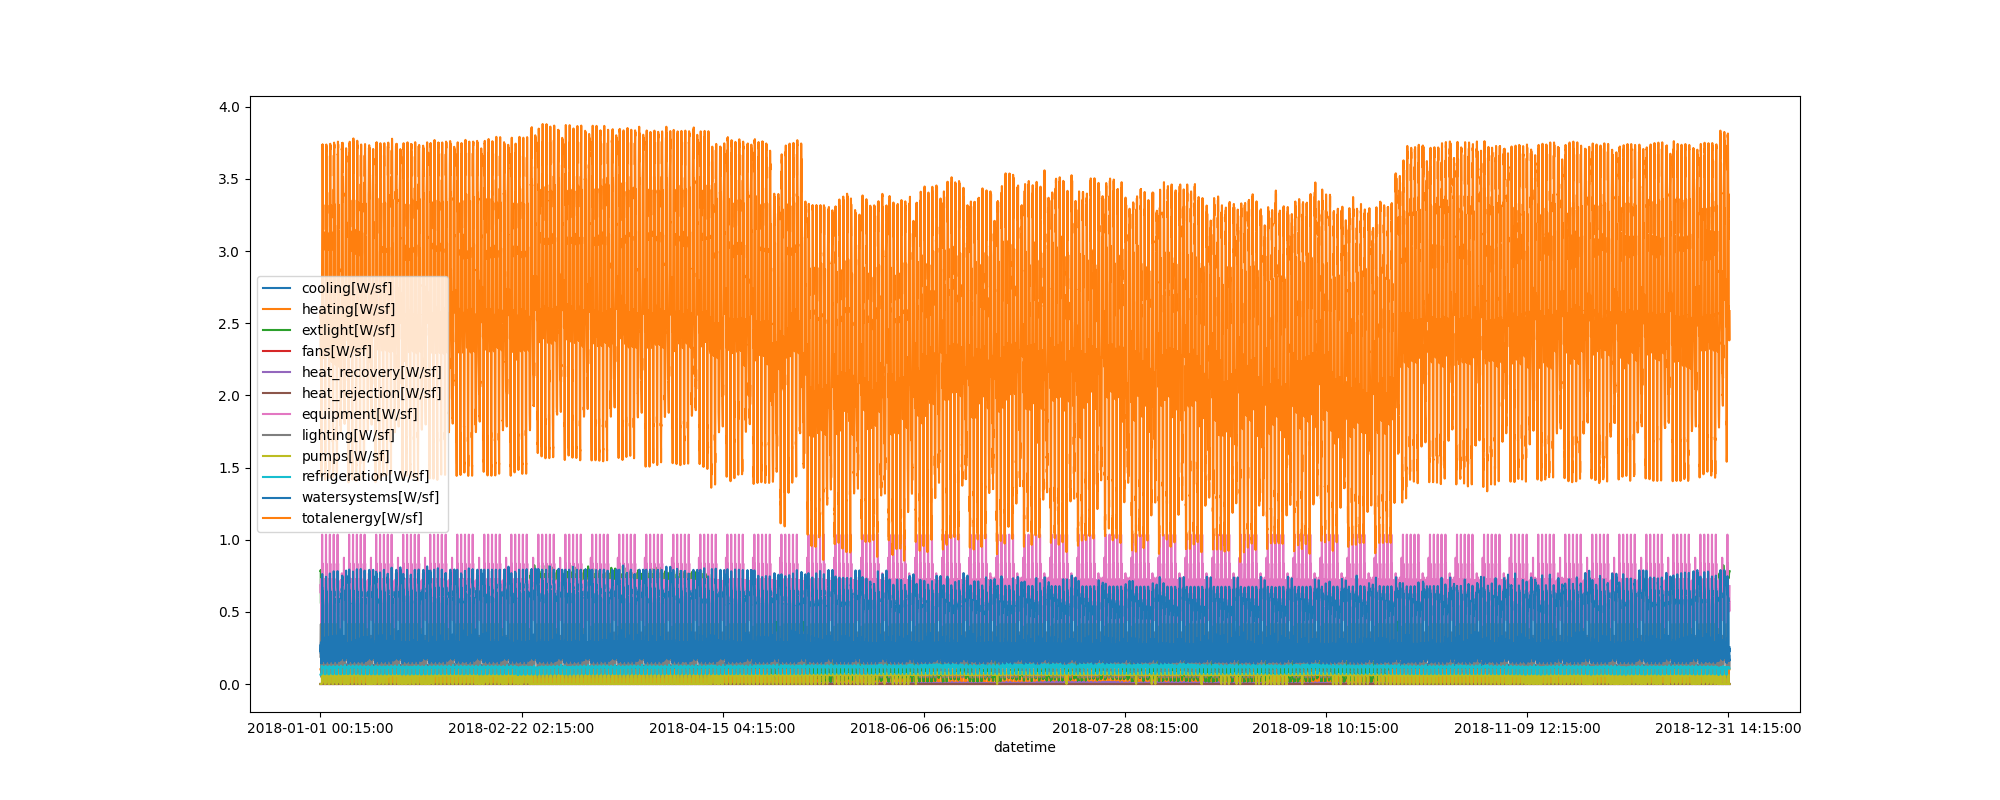 4.0
3.5
3.0
2.5
2.0
1.5
1.0
0.5
0.0
cooling[W/sf]
heating[W/sf]
extlight[W/sf]
fans[W/sf]
heat_recovery[W/sf]
heat_rejection[W/sf]
equipment[W/sf]
lighting[W/sf]
pumps[W/sf]
refrigeration[W/sf]
watersystems[W/sf]
totalenergy[W/sf]
2018-01-01 00:15:00 2018-02-22 02:15:00 2018-04-15 04:15:00 2018-06-06 06:15:00 2018-07-28 08:15:00 2018-09-18 10:15:00 2018-11-09 12:15:00 2018-12-31 14:15:00
datetime